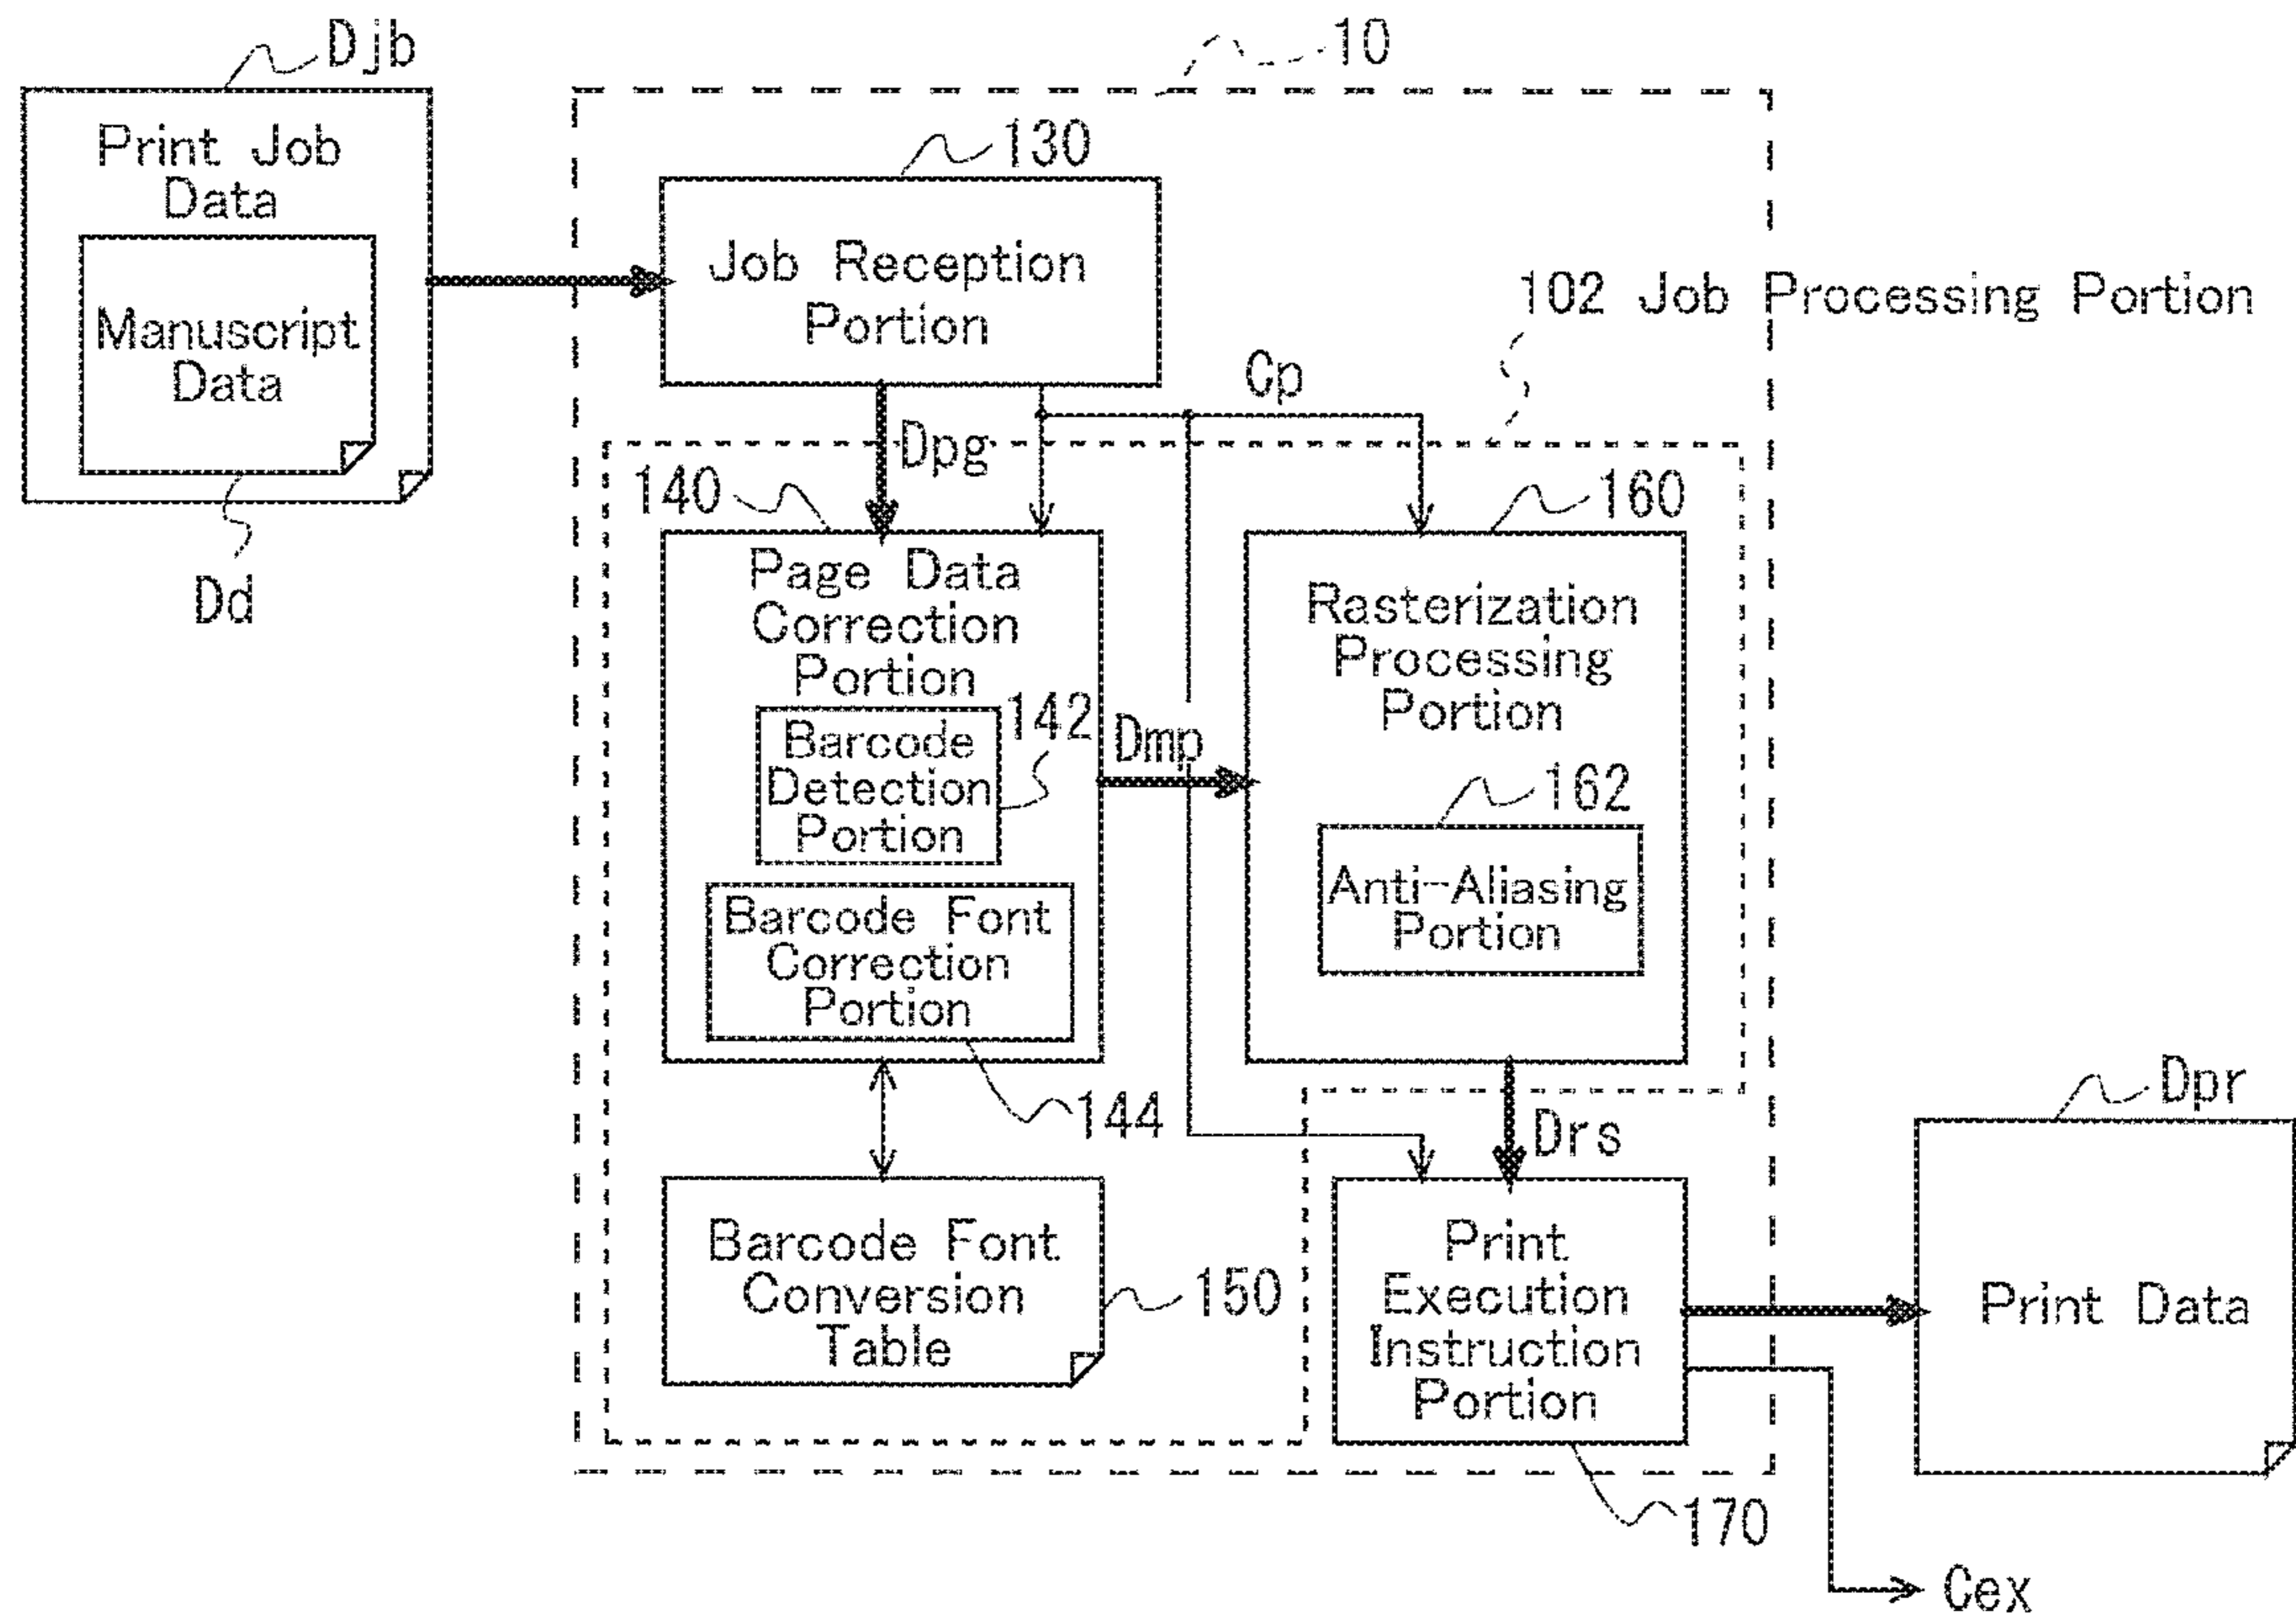 Djb
10
Print Job
Data
Manuscript
Data
Dd
130
Job Reception
Portion
102 Job Processing Portion
Cp
Dpg
140
Page Data
Correction
Portion
142
Barcode
Detection
Portion
Barcode Font
Correction
Portion
144
Dmp
160
Rasterization
Processing
Portion
162
Anti-Aliasing
Portion
Drs
Barcode Font
Conversion
Table
150
Print
Execution
Instruction
Portion
170
Dpr
Print Data
Cex